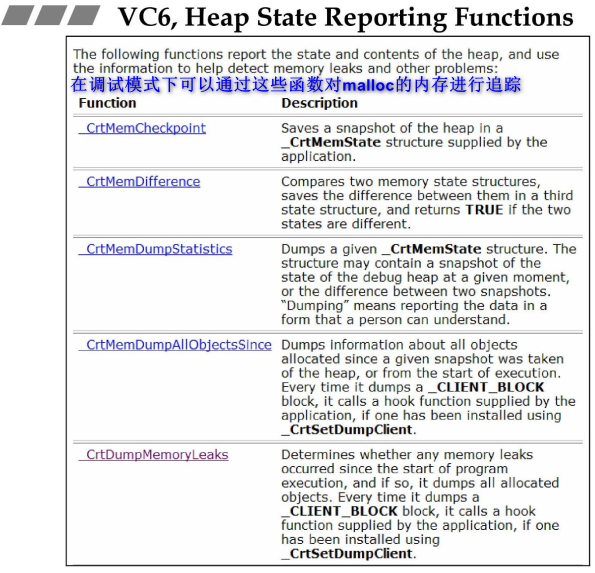 VC6, Heap State Reporting Functions
The following functions report the state and contents of the heap, and use
the information to help detect memory leaks and other problems:
在调试模式下可以通过这些函数对malloc的内存进行追踪
Function Description
_CrtMemCheckpoint Saves a snapshot of the heap in a
_CrtMemState structure supplied by the
application.
_CrtMemDifference Compares two memory state structures,
saves the difference between them in a third
state structure, and returns TRUE if the two
states are different.
_CrtMemDumpStatistics Dumps a given _CrtMemState structure. The
structure may contain a snapshot of the
state of the debug heap at a given moment,
or the difference between two snapshots.
“Dumping” means reporting the data in a
form that a person can understand.
_CrtMemDumpAllObjectsSince Dumps information about all objects
allocated since a given snapshot was taken
of the heap, or from the start of execution.
Every time it dumps a _CLIENT_BLOCK
block, it calls a hook function supplied by the
application, if one has been installed using
_CrtSetDumpClient.
_CrtDumpMemoryLeaks Determines whether any memory leaks
occurred since the start of program
execution, and if so, it dumps all allocated
objects. Every time it dumps a
_CLIENT_BLOCK block, it calls a hook
function supplied by the application, if one
has been installed using
_CrtSetDumpClient.